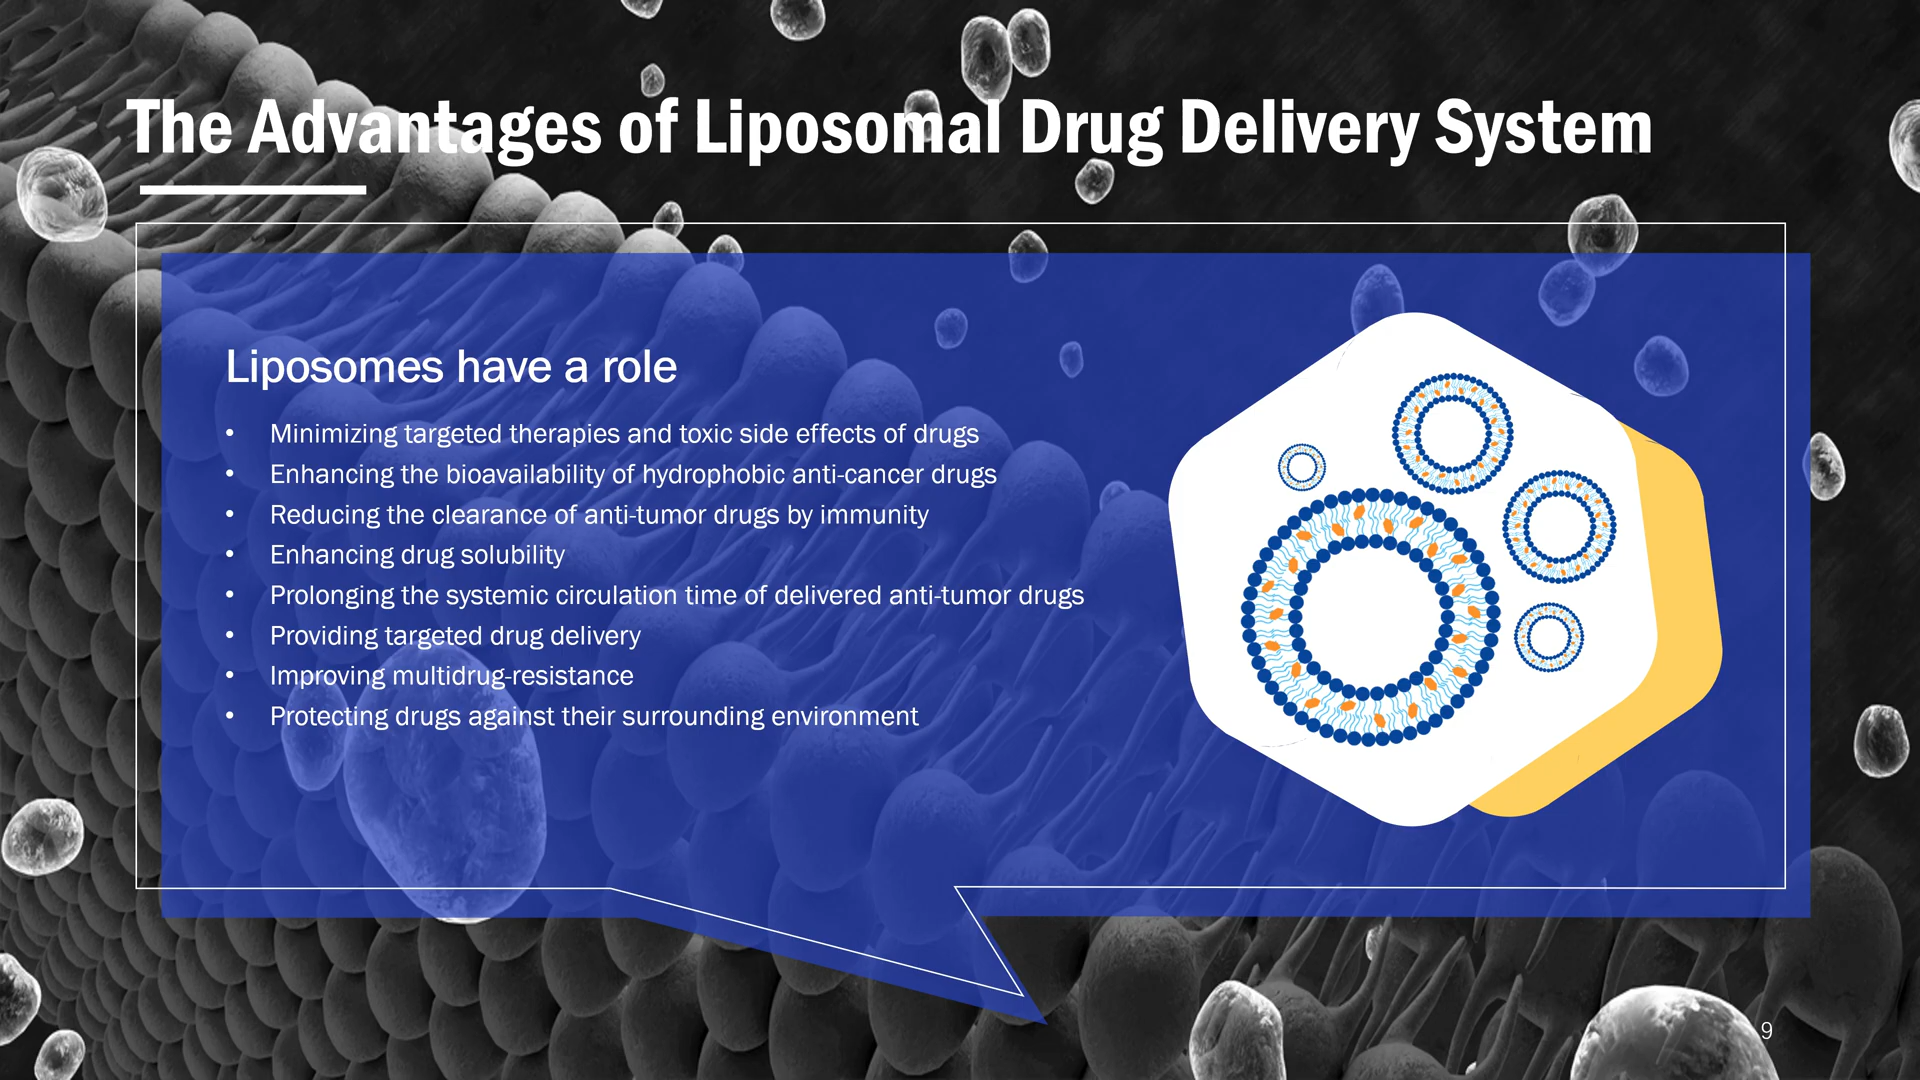 The Advantages of Liposomal Drug Delivery System
Liposomes have a role
• Minimizing targeted therapies and toxic side effects of drugs
• Enhancing the bioavailability of hydrophobic anti-cancer drugs
• Reducing the clearance of anti-tumor drugs by immunity
• Enhancing drug solubility
• Prolonging the systemic circulation time of delivered anti-tumor drugs
• Providing targeted drug delivery
• Improving multidrug-resistance
• Protecting drugs against their surrounding environment
9